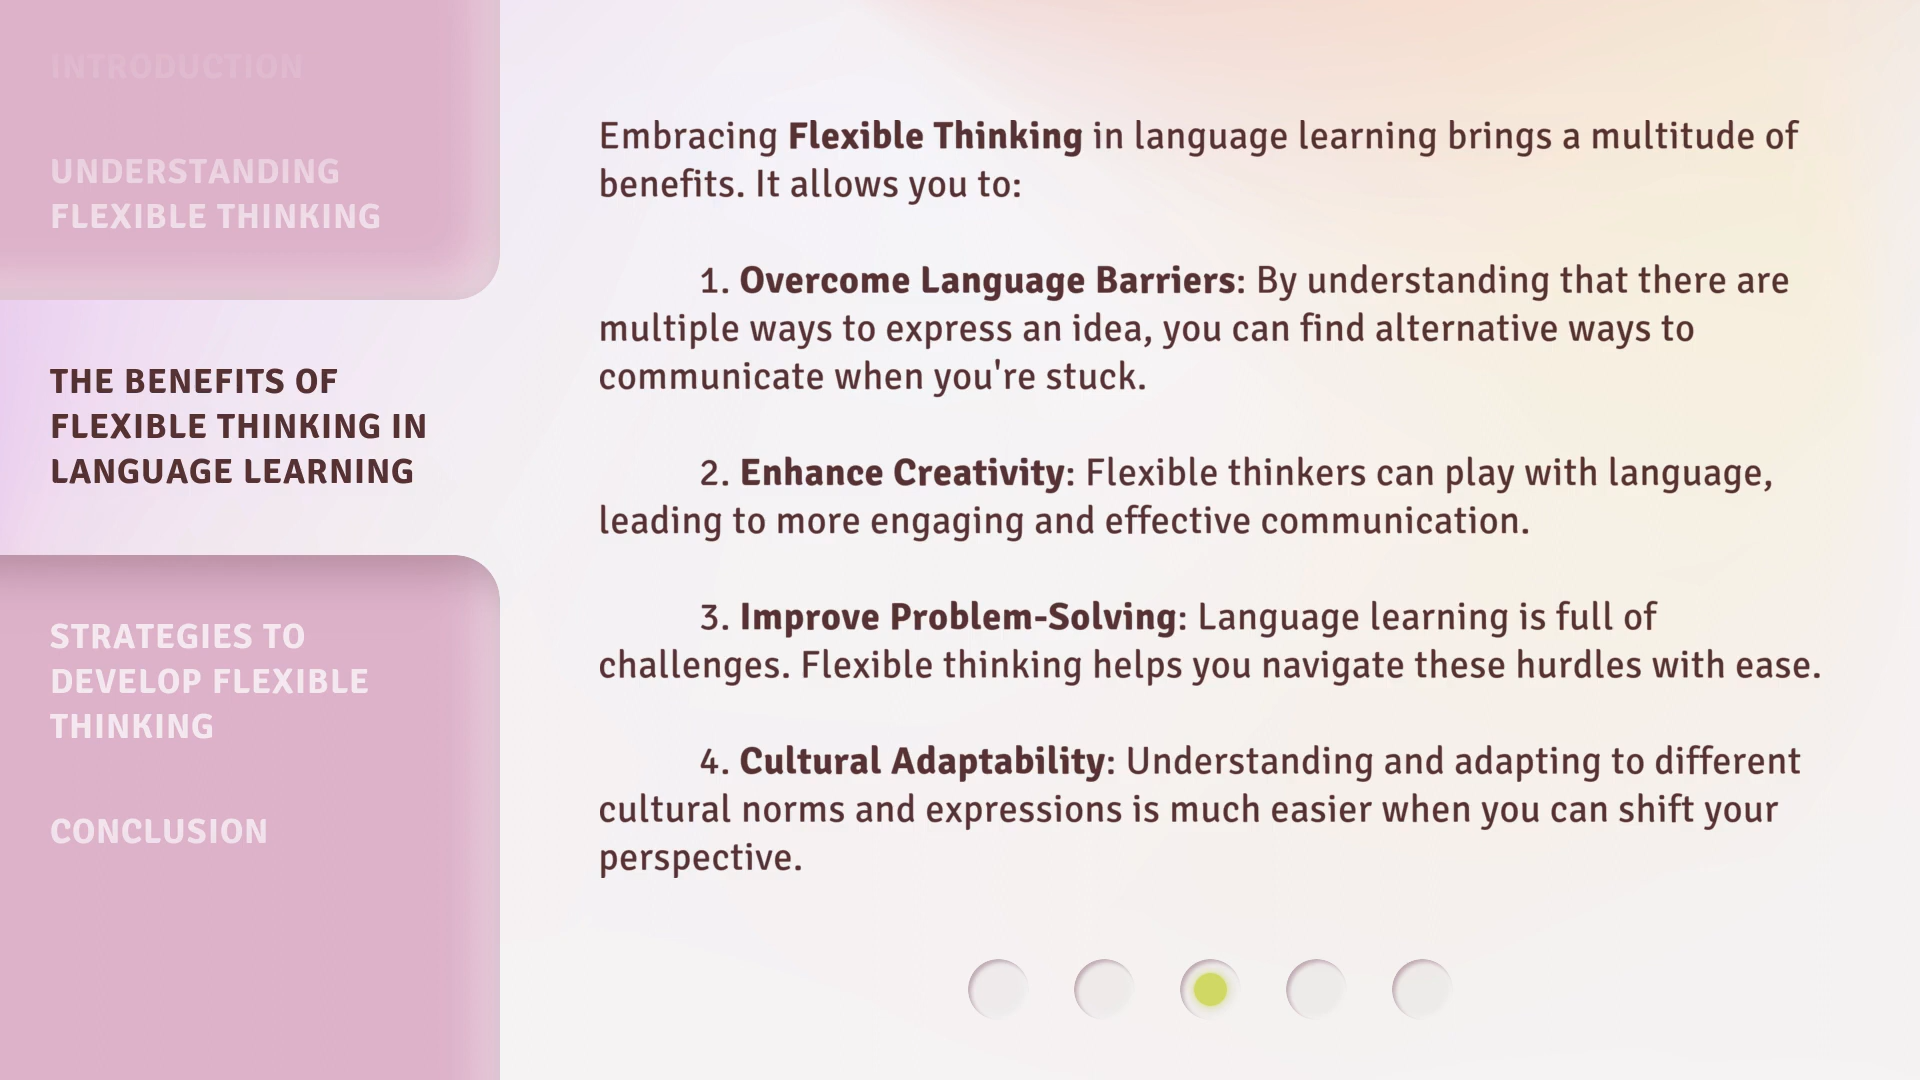 INTRODUCTION
UNDERSTANDING
FLEXIBLE THINKING
THE BENEFITS OF
FLEXIBLE THINKING IN
LANGUAGE LEARNING
STRATEGIES TO
DEVELOP FLEXIBLE
THINKING
CONCLUSION
Embracing Flexible Thinking in language learning brings a multitude of
benefits. It allows you to:
1. Overcome Language Barriers: By understanding that there are
multiple ways to express an idea, you can find alternative ways to
communicate when you're stuck.
2. Enhance Creativity: Flexible thinkers can play with language,
leading to more engaging and effective communication.
3. Improve Problem-Solving: Language learning is full of
challenges. Flexible thinking helps you navigate these hurdles with ease.
4. Cultural Adaptability: Understanding and adapting to different
cultural norms and expressions is much easier when you can shift your
perspective.